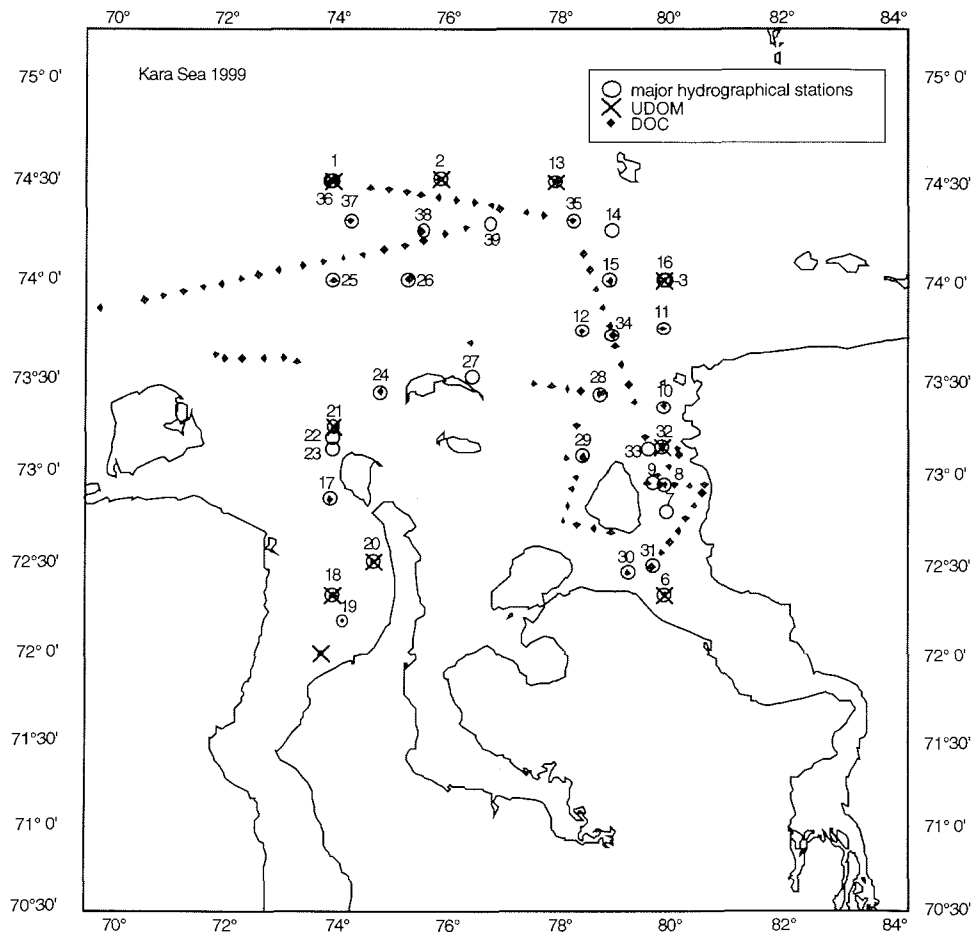 70° 72° 74° 76° 78° 80° 82° 84°
75° 0' Kara Sea 1999 75° 0'
major hydrographical stations
UDOM
DOC
1 2 13
74°30' 74°30'
36 37 38 39 35 14
74° 0' 25 26 15 16 3 74° 0'
12 34 11
73°30' 24 27 28 10 73°30'
21 22 23 29 33 32
73° 0' 17 9 8 73° 0'
7
72°30' 20 30 31 72°30'
18 19 6
72° 0' 72° 0'
71°30' 71°30'
71° 0' 71° 0'
70°30' 70°30'
70° 72° 74° 76° 78° 80° 82° 84°